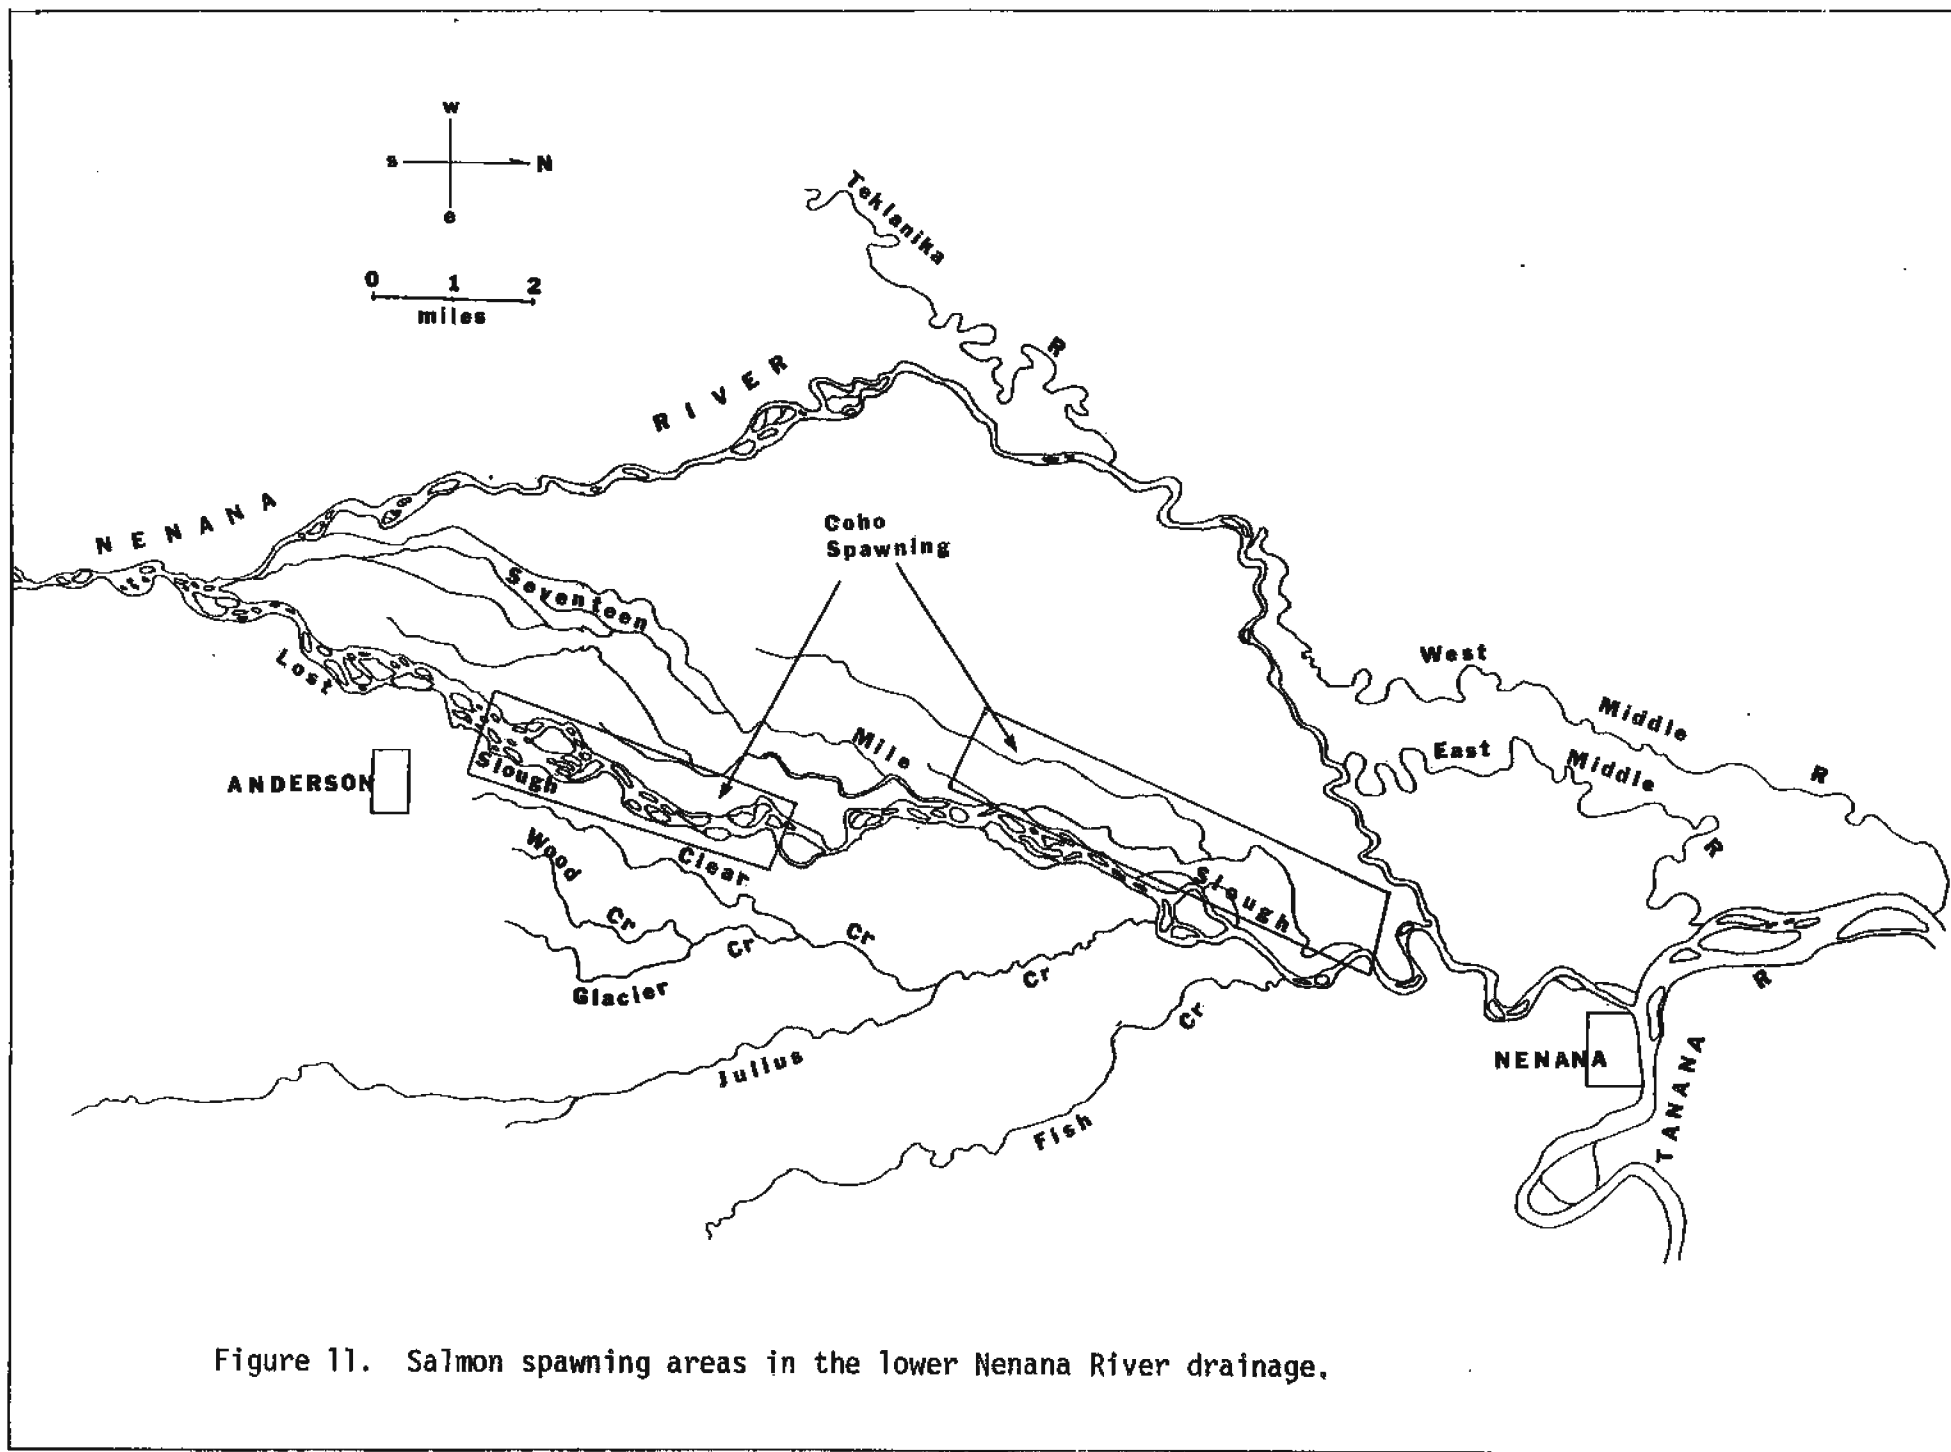 w
s N
e
0 1 2
miles
Teklanika R
NENANA RIVER
Coho
Spawning
Seventeen Mile Slough
Lost Slough
ANDERSON
West Middle R
East Middle R
Wood Cr
Clear Cr
Glacier Cr
Julius Cr
Fish Cr
NENANA
TANANA R
Figure 11. Salmon spawning areas in the lower Nenana River drainage.